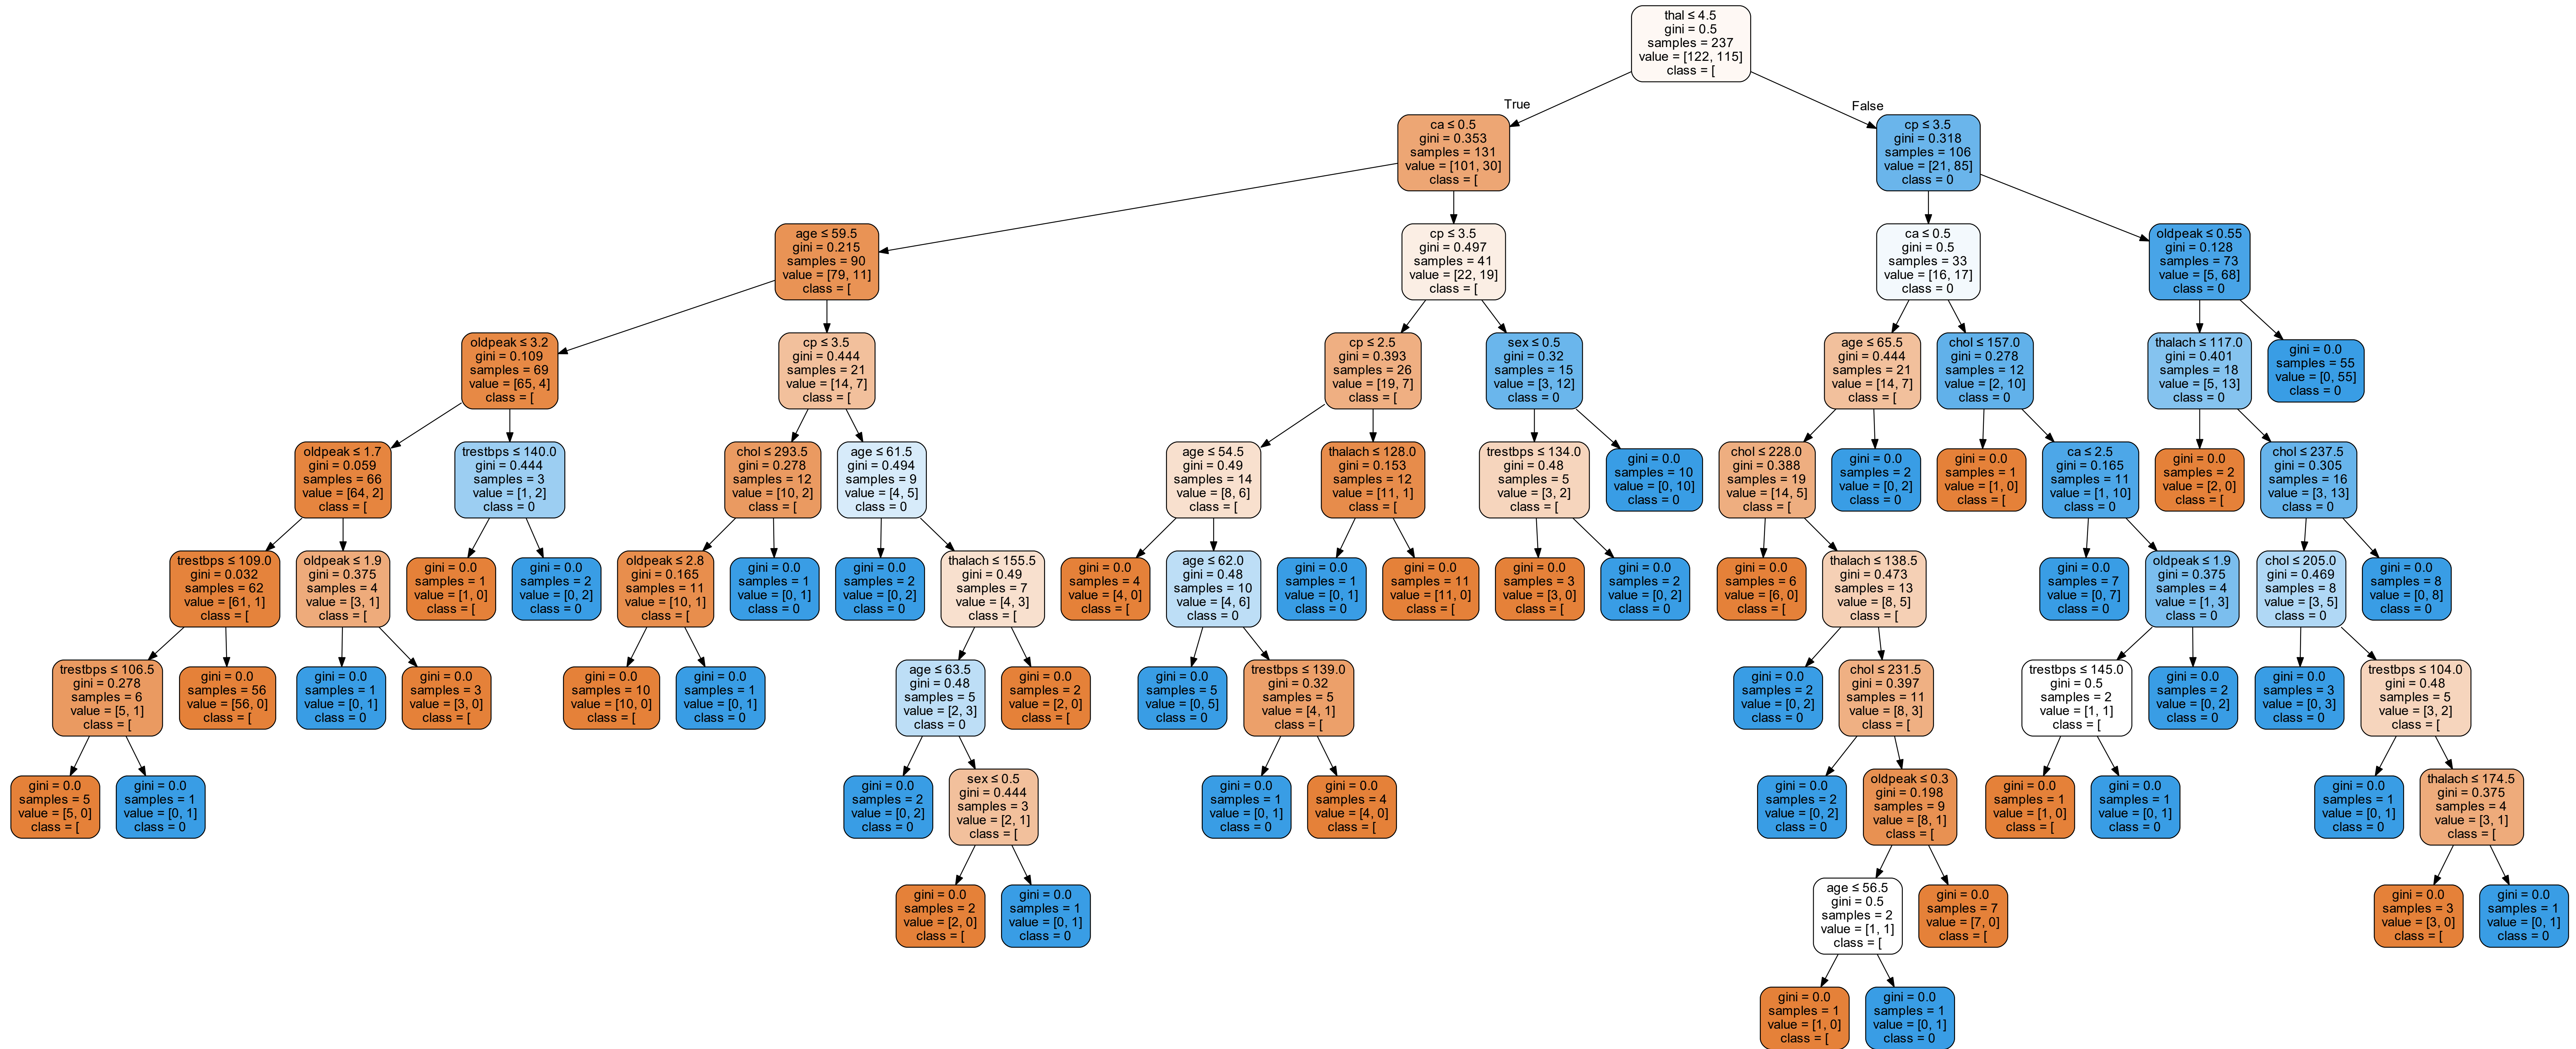 thal ≤ 4.5
gini = 0.5
samples = 237
value = [122, 115]
class = [
True
False
ca ≤ 0.5
gini = 0.353
samples = 131
value = [101, 30]
class = [
cp ≤ 3.5
gini = 0.318
samples = 106
value = [21, 85]
class = 0
age ≤ 59.5
gini = 0.215
samples = 90
value = [79, 11]
class = [
cp ≤ 3.5
gini = 0.497
samples = 41
value = [22, 19]
class = [
ca ≤ 0.5
gini = 0.5
samples = 33
value = [16, 17]
class = 0
oldpeak ≤ 0.55
gini = 0.128
samples = 73
value = [5, 68]
class = 0
oldpeak ≤ 3.2
gini = 0.109
samples = 69
value = [65, 4]
class = [
cp ≤ 3.5
gini = 0.444
samples = 21
value = [14, 7]
class = [
cp ≤ 2.5
gini = 0.393
samples = 26
value = [19, 7]
class = [
sex ≤ 0.5
gini = 0.32
samples = 15
value = [3, 12]
class = 0
age ≤ 65.5
gini = 0.444
samples = 21
value = [14, 7]
class = [
chol ≤ 157.0
gini = 0.278
samples = 12
value = [2, 10]
class = 0
thalach ≤ 117.0
gini = 0.401
samples = 18
value = [5, 13]
class = 0
gini = 0.0
samples = 55
value = [0, 55]
class = 0
oldpeak ≤ 1.7
gini = 0.059
samples = 66
value = [64, 2]
class = [
trestbps ≤ 140.0
gini = 0.444
samples = 3
value = [1, 2]
class = 0
chol ≤ 293.5
gini = 0.278
samples = 12
value = [10, 2]
class = [
age ≤ 61.5
gini = 0.494
samples = 9
value = [4, 5]
class = 0
age ≤ 54.5
gini = 0.49
samples = 14
value = [8, 6]
class = [
thalach ≤ 128.0
gini = 0.153
samples = 12
value = [11, 1]
class = [
trestbps ≤ 134.0
gini = 0.48
samples = 5
value = [3, 2]
class = [
gini = 0.0
samples = 10
value = [0, 10]
class = 0
chol ≤ 228.0
gini = 0.388
samples = 19
value = [14, 5]
class = [
gini = 0.0
samples = 2
value = [0, 2]
class = 0
gini = 0.0
samples = 1
value = [1, 0]
class = [
ca ≤ 2.5
gini = 0.165
samples = 11
value = [1, 10]
class = 0
gini = 0.0
samples = 2
value = [2, 0]
class = [
chol ≤ 237.5
gini = 0.305
samples = 16
value = [3, 13]
class = 0
trestbps ≤ 109.0
gini = 0.032
samples = 62
value = [61, 1]
class = [
oldpeak ≤ 1.9
gini = 0.375
samples = 4
value = [3, 1]
class = [
gini = 0.0
samples = 1
value = [1, 0]
class = [
gini = 0.0
samples = 2
value = [0, 2]
class = 0
oldpeak ≤ 2.8
gini = 0.165
samples = 11
value = [10, 1]
class = [
gini = 0.0
samples = 1
value = [0, 1]
class = 0
gini = 0.0
samples = 2
value = [0, 2]
class = 0
thalach ≤ 155.5
gini = 0.49
samples = 7
value = [4, 3]
class = [
gini = 0.0
samples = 4
value = [4, 0]
class = [
age ≤ 62.0
gini = 0.48
samples = 10
value = [4, 6]
class = 0
gini = 0.0
samples = 1
value = [0, 1]
class = 0
gini = 0.0
samples = 11
value = [11, 0]
class = [
gini = 0.0
samples = 3
value = [3, 0]
class = [
gini = 0.0
samples = 2
value = [0, 2]
class = 0
gini = 0.0
samples = 6
value = [6, 0]
class = [
thalach ≤ 138.5
gini = 0.473
samples = 13
value = [8, 5]
class = [
gini = 0.0
samples = 7
value = [0, 7]
class = 0
oldpeak ≤ 1.9
gini = 0.375
samples = 4
value = [1, 3]
class = 0
chol ≤ 205.0
gini = 0.469
samples = 8
value = [3, 5]
class = 0
gini = 0.0
samples = 8
value = [0, 8]
class = 0
trestbps ≤ 106.5
gini = 0.278
samples = 6
value = [5, 1]
class = [
gini = 0.0
samples = 56
value = [56, 0]
class = [
gini = 0.0
samples = 1
value = [0, 1]
class = 0
gini = 0.0
samples = 3
value = [3, 0]
class = [
gini = 0.0
samples = 10
value = [10, 0]
class = [
gini = 0.0
samples = 1
value = [0, 1]
class = 0
age ≤ 63.5
gini = 0.48
samples = 5
value = [2, 3]
class = 0
gini = 0.0
samples = 2
value = [2, 0]
class = [
gini = 0.0
samples = 5
value = [0, 5]
class = 0
trestbps ≤ 139.0
gini = 0.32
samples = 5
value = [4, 1]
class = [
gini = 0.0
samples = 2
value = [0, 2]
class = 0
chol ≤ 231.5
gini = 0.397
samples = 11
value = [8, 3]
class = [
trestbps ≤ 145.0
gini = 0.5
samples = 2
value = [1, 1]
class = [
gini = 0.0
samples = 2
value = [0, 2]
class = 0
gini = 0.0
samples = 3
value = [0, 3]
class = 0
trestbps ≤ 104.0
gini = 0.48
samples = 5
value = [3, 2]
class = [
gini = 0.0
samples = 5
value = [5, 0]
class = [
gini = 0.0
samples = 1
value = [0, 1]
class = 0
gini = 0.0
samples = 2
value = [0, 2]
class = 0
sex ≤ 0.5
gini = 0.444
samples = 3
value = [2, 1]
class = [
gini = 0.0
samples = 1
value = [0, 1]
class = 0
gini = 0.0
samples = 4
value = [4, 0]
class = [
gini = 0.0
samples = 2
value = [0, 2]
class = 0
oldpeak ≤ 0.3
gini = 0.198
samples = 9
value = [8, 1]
class = [
gini = 0.0
samples = 1
value = [1, 0]
class = [
gini = 0.0
samples = 1
value = [0, 1]
class = 0
gini = 0.0
samples = 1
value = [0, 1]
class = 0
thalach ≤ 174.5
gini = 0.375
samples = 4
value = [3, 1]
class = [
gini = 0.0
samples = 2
value = [2, 0]
class = [
gini = 0.0
samples = 1
value = [0, 1]
class = 0
age ≤ 56.5
gini = 0.5
samples = 2
value = [1, 1]
class = [
gini = 0.0
samples = 7
value = [7, 0]
class = [
gini = 0.0
samples = 3
value = [3, 0]
class = [
gini = 0.0
samples = 1
value = [0, 1]
class = 0
gini = 0.0
samples = 1
value = [1, 0]
class = [
gini = 0.0
samples = 1
value = [0, 1]
class = 0